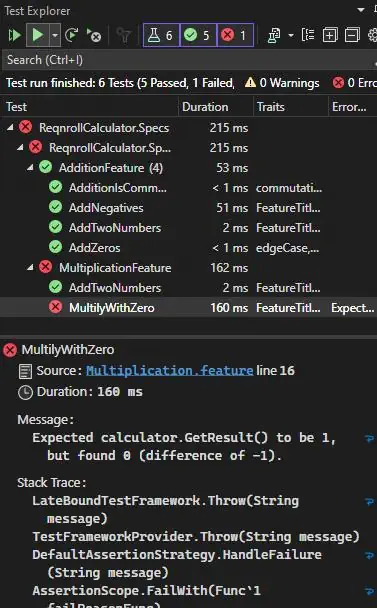 Test Explorer
6 5 1
Search (Ctrl+I)
Test run finished: 6 Tests (5 Passed, 1 Failed, 0 Warnings 0 Erro
Test Duration Traits Error...
ReqnrollCalculator.Specs 215 ms
ReqnrollCalculator.Sp... 215 ms
AdditionFeature (4) 53 ms
AdditionIsComm... < 1 ms commutati...
AddNegatives 51 ms FeatureTitl...
AddTwoNumbers 2 ms FeatureTitl...
AddZeros < 1 ms edgeCase,...
MultiplicationFeature 162 ms
AddTwoNumbers 2 ms FeatureTitl...
MultilyWithZero 160 ms FeatureTitl... Expect...
MultilyWithZero
Source: Multiplication.feature line 16
Duration: 160 ms
Message:
Expected calculator.GetResult() to be 1,
but found 0 (difference of -1).
Stack Trace:
LateBoundTestFramework.Throw(String
message)
TestFrameworkProvider.Throw(String message)
DefaultAssertionStrategy.HandleFailure
(String message)
AssertionScope.FailWith(Func`1
failReasonFunc)